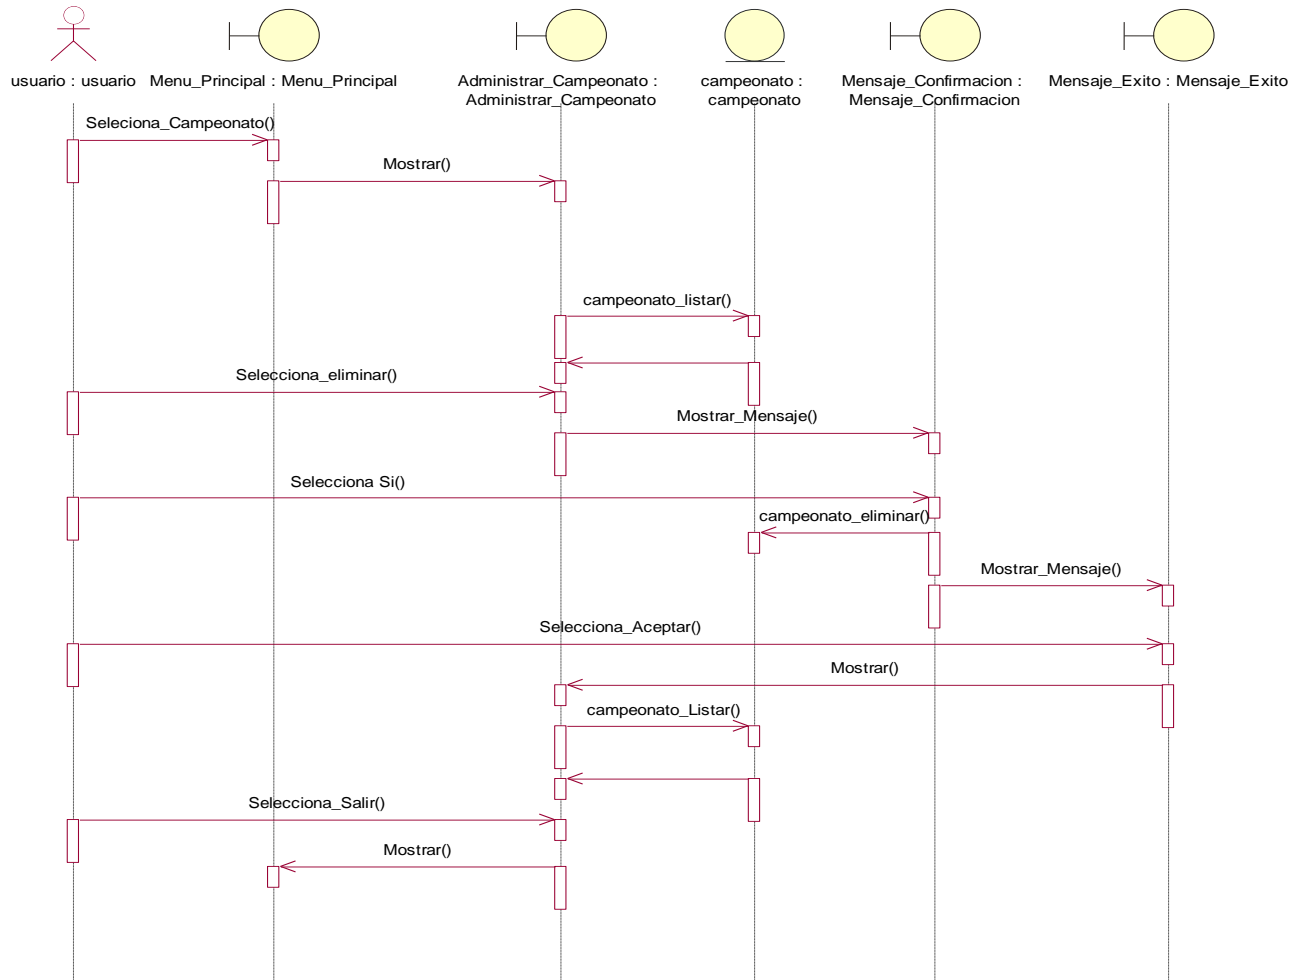 usuario : usuario
Menu_Principal : Menu_Principal
Administrar_Campeonato :
Administrar_Campeonato
campeonato :
campeonato
Mensaje_Confirmacion :
Mensaje_Confirmacion
Mensaje_Exito : Mensaje_Exito
Seleciona_Campeonato()
Mostrar()
campeonato_listar()
Selecciona_eliminar()
Mostrar_Mensaje()
Selecciona Si()
campeonato_eliminar()
Mostrar_Mensaje()
Selecciona_Aceptar()
Mostrar()
campeonato_Listar()
Selecciona_Salir()
Mostrar()